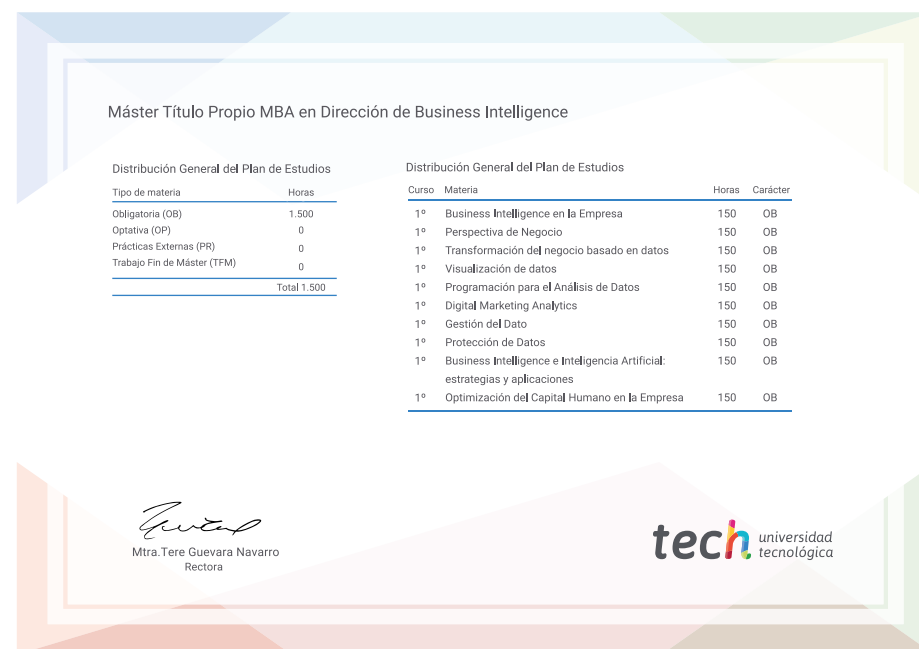 Máster Título Propio MBA en Dirección de Business Intelligence
Distribución General del Plan de Estudios
Tipo de materia Horas
Obligatoria (OB) 1.500
Optativa (OP) 0
Prácticas Externas (PR) 0
Trabajo Fin de Máster (TFM) 0
Total 1.500
Distribución General del Plan de Estudios
Curso Materia Horas Carácter
1º Business Intelligence en la Empresa 150 OB
1º Perspectiva de Negocio 150 OB
1º Transformación del negocio basado en datos 150 OB
1º Visualización de datos 150 OB
1º Programación para el Análisis de Datos 150 OB
1º Digital Marketing Analytics 150 OB
1º Gestión del Dato 150 OB
1º Protección de Datos 150 OB
1º Business Intelligence e Inteligencia Artificial: 150 OB
estrategias y aplicaciones
1º Optimización del Capital Humano en la Empresa 150 OB
Mtra.Tere Guevara Navarro
Rectora
tech universidad
tecnológica